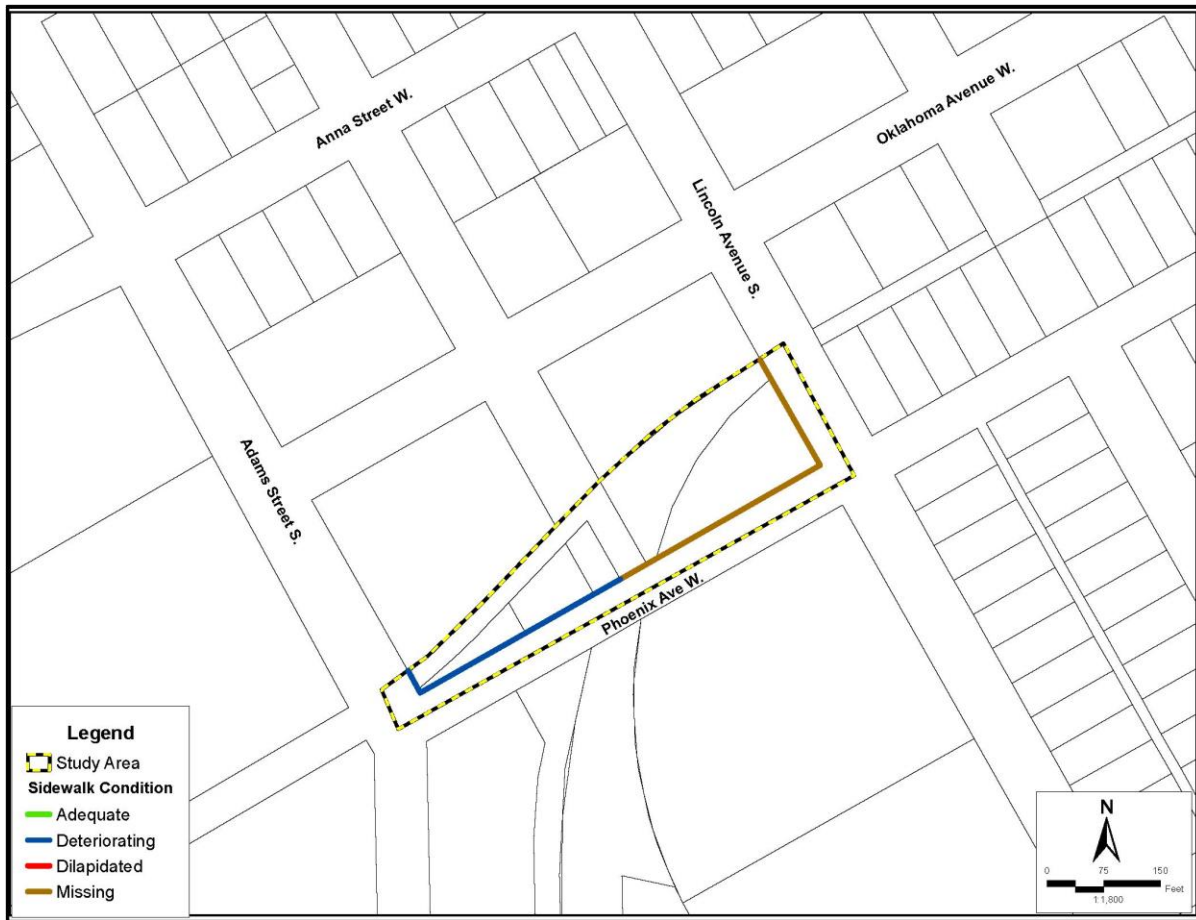 Anna Street W.
Oklahoma Avenue W.
Lincoln Avenue S.
Adams Street S.
Phoenix Ave W.
Legend
Study Area
Sidewalk Condition
Adequate
Deteriorating
Dilapidated
Missing
N
0 75 150
Feet
1:1,800